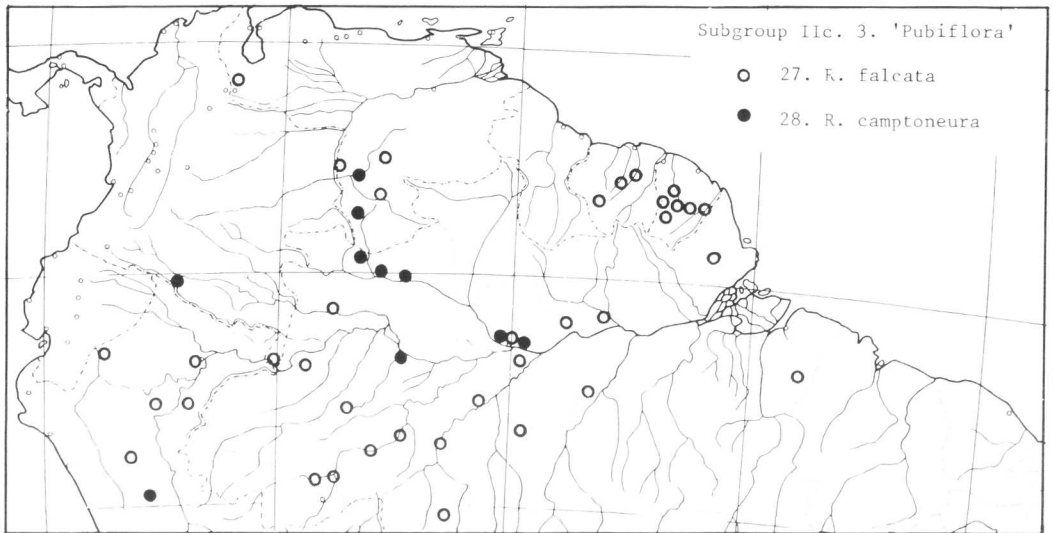 Subgroup IIc. 3. 'Pubiflora'
27. R. falcata
28. R. camptoneura